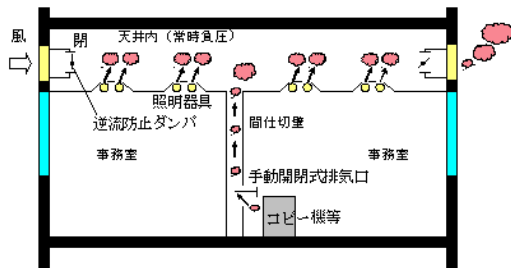 天井内（常時負圧）
風
閉
照明器具
逆流防止ダンパ
間仕切壁
事務室
事務室
手動開閉式排気口
コピー機等